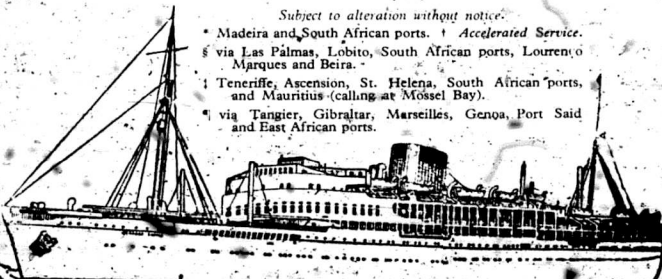 Subject to alteration without notice.
* Madeira and South African ports. † Accelerated Service.
§ via Las Palmas, Lobito, South African ports, Lourenco
Marques and Beira.
‡ Teneriffe, Ascension, St. Helena, South African ports,
and Mauritius (calling at Mossel Bay).
¶ via Tangier, Gibraltar, Marseilles, Genoa, Port Said
and East African ports.